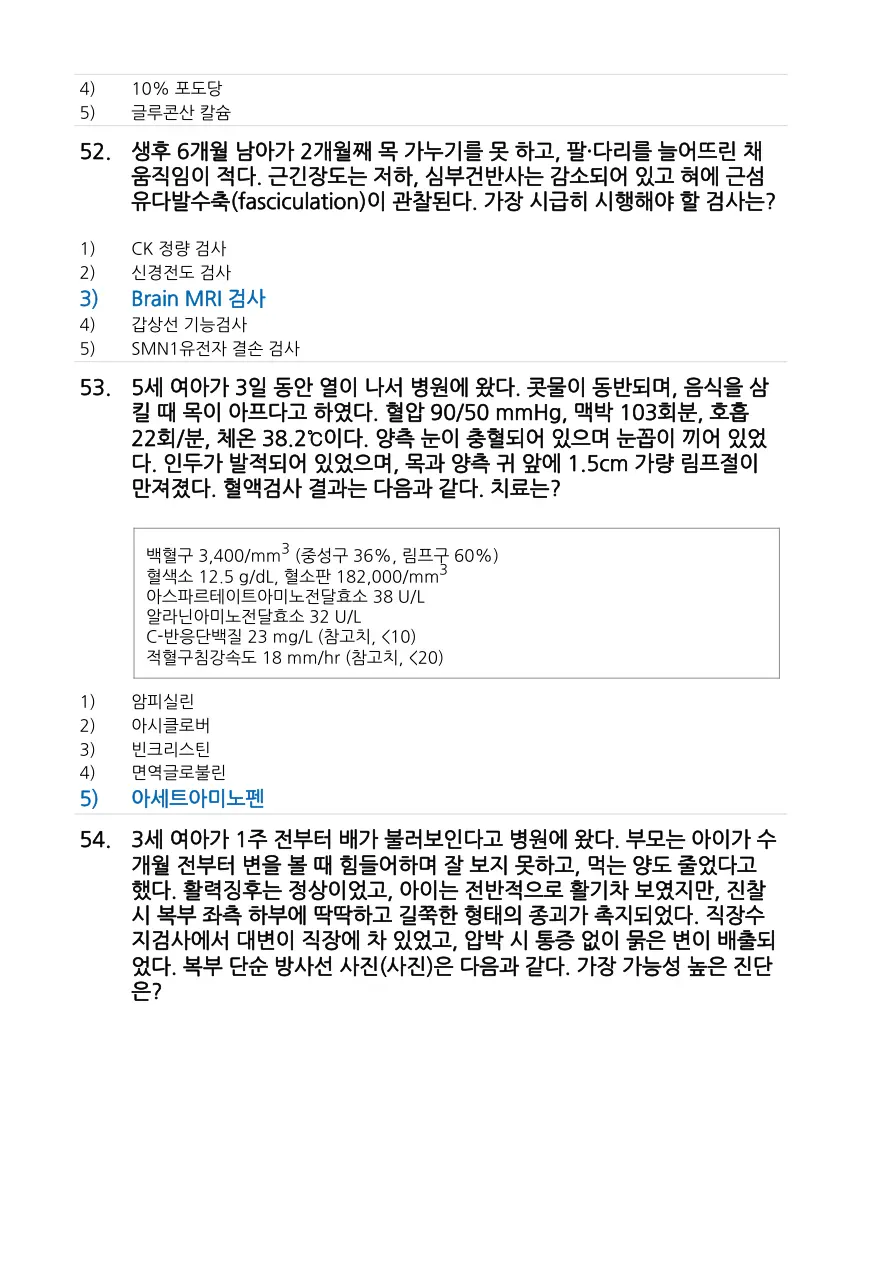 4) 10% 포도당
5) 글루콘산 칼슘
52. 생후 6개월 남아가 2개월째 목 가누기를 못 하고, 팔·다리를 늘어뜨린 채
움직임이 적다. 근긴장도는 저하, 심부건반사는 감소되어 있고 혀에 근섬
유다발수축(fasciculation)이 관찰된다. 가장 시급히 시행해야 할 검사는?
1) CK 정량 검사
2) 신경전도 검사
3) Brain MRI 검사
4) 갑상선 기능검사
5) SMN1유전자 결손 검사
53. 5세 여아가 3일 동안 열이 나서 병원에 왔다. 콧물이 동반되며, 음식을 삼
킬 때 목이 아프다고 하였다. 혈압 90/50 mmHg, 맥박 103회분, 호흡
22회/분, 체온 38.2℃이다. 양측 눈이 충혈되어 있으며 눈꼽이 끼어 있었
다. 인두가 발적되어 있었으며, 목과 양측 귀 앞에 1.5cm 가량 림프절이
만져졌다. 혈액검사 결과는 다음과 같다. 치료는?
백혈구 3,400/mm³ (중성구 36%, 림프구 60%)
혈색소 12.5 g/dL, 혈소판 182,000/mm³
아스파르테이트아미노전달효소 38 U/L
알라닌아미노전달효소 32 U/L
C-반응단백질 23 mg/L (참고치, <10)
적혈구침강속도 18 mm/hr (참고치, <20)
1) 암피실린
2) 아시클로버
3) 빈크리스틴
4) 면역글로불린
5) 아세트아미노펜
54. 3세 여아가 1주 전부터 배가 불러보인다고 병원에 왔다. 부모는 아이가 수
개월 전부터 변을 볼 때 힘들어하며 잘 보지 못하고, 먹는 양도 줄었다고
했다. 활력징후는 정상이었고, 아이는 전반적으로 활기차 보였지만, 진찰
시 복부 좌측 하부에 딱딱하고 길쭉한 형태의 종괴가 촉지되었다. 직장수
지검사에서 대변이 직장에 차 있었고, 압박 시 통증 없이 묽은 변이 배출되
었다. 복부 단순 방사선 사진(사진)은 다음과 같다. 가장 가능성 높은 진단
은?